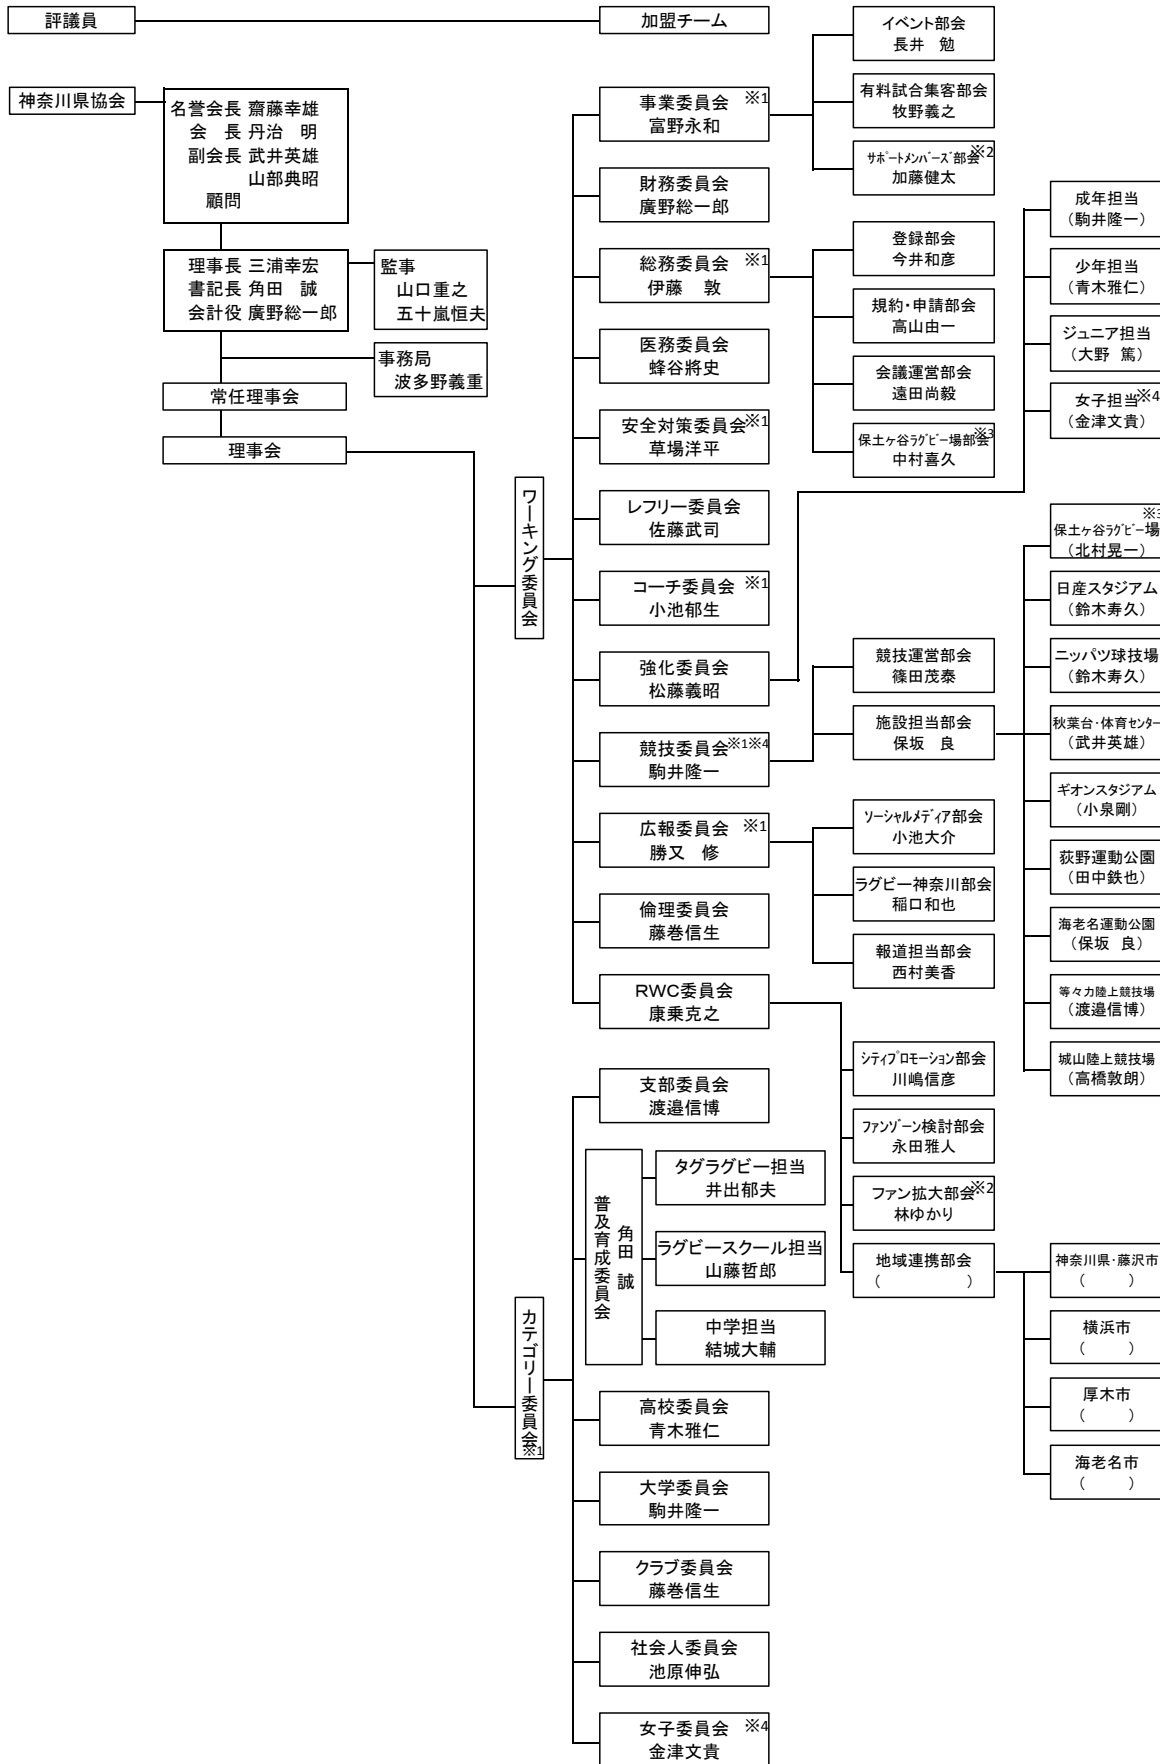 評議員
加盟チーム
神奈川県協会
名誉会長 齋藤幸雄
会　長 丹治　明
副会長 武井英雄
山部典昭
顧問
理事長 三浦幸宏
書記長 角田　誠
会計役 廣野総一郎
監事
山口重之
五十嵐恒夫
事務局
波多野義重
常任理事会
理事会
ワーキング委員会
事業委員会 ※1
富野永和
イベント部会
長井　勉
有料試合集客部会
牧野義之
ｻﾎﾟｰﾄﾒﾝﾊﾞｰｽﾞ部会※2
加藤健太
財務委員会
廣野総一郎
総務委員会 ※1
伊藤　敦
登録部会
今井和彦
規約・申請部会
高山由一
会議運営部会
遠田尚毅
保土ヶ谷ﾗｸﾞﾋﾞｰ場部会※3
中村喜久
医務委員会
蜂谷將史
安全対策委員会※1
草場洋平
レフリー委員会
佐藤武司
コーチ委員会 ※1
小池郁生
強化委員会
松藤義昭
成年担当
（駒井隆一）
少年担当
（青木雅仁）
ジュニア担当
（大野 篤）
女子担当※4
（金津文貴）
競技委員会※1※4
駒井隆一
競技運営部会
篠田茂泰
施設担当部会
保坂　良
※3
保土ヶ谷ﾗｸﾞﾋﾞｰ場
（北村晃一）
日産スタジアム
（鈴木寿久）
ニッパツ球技場
（鈴木寿久）
秋葉台・体育センター
（武井英雄）
ギオンスタジアム
（小泉剛）
荻野運動公園
（田中鉄也）
海老名運動公園
（保坂 良）
等々力陸上競技場
（渡邉信博）
城山陸上競技場
（高橋敦朗）
広報委員会 ※1
勝又　修
ｿｰｼｬﾙﾒﾃﾞｨｱ部会
小池大介
ラグビー神奈川部会
稲口和也
報道担当部会
西村美香
倫理委員会
藤巻信生
RWC委員会
康乗克之
ｼﾃｨﾌﾟﾛﾓｰｼｮﾝ部会
川嶋信彦
ﾌｧﾝｿﾞｰﾝ検討部会
永田雅人
ファン拡大部会※2
林ゆかり
地域連携部会
（　　　　）
神奈川県・藤沢市
（　　）
横浜市
（　　）
厚木市
（　　）
海老名市
（　　）
カテゴリー委員会※1
支部委員会
渡邉信博
普及育成委員会
角田　誠
タグラグビー担当
井出郁夫
ラグビースクール担当
山藤哲郎
中学担当
結城大輔
高校委員会
青木雅仁
大学委員会
駒井隆一
クラブ委員会
藤巻信生
社会人委員会
池原伸弘
女子委員会 ※4
金津文貴